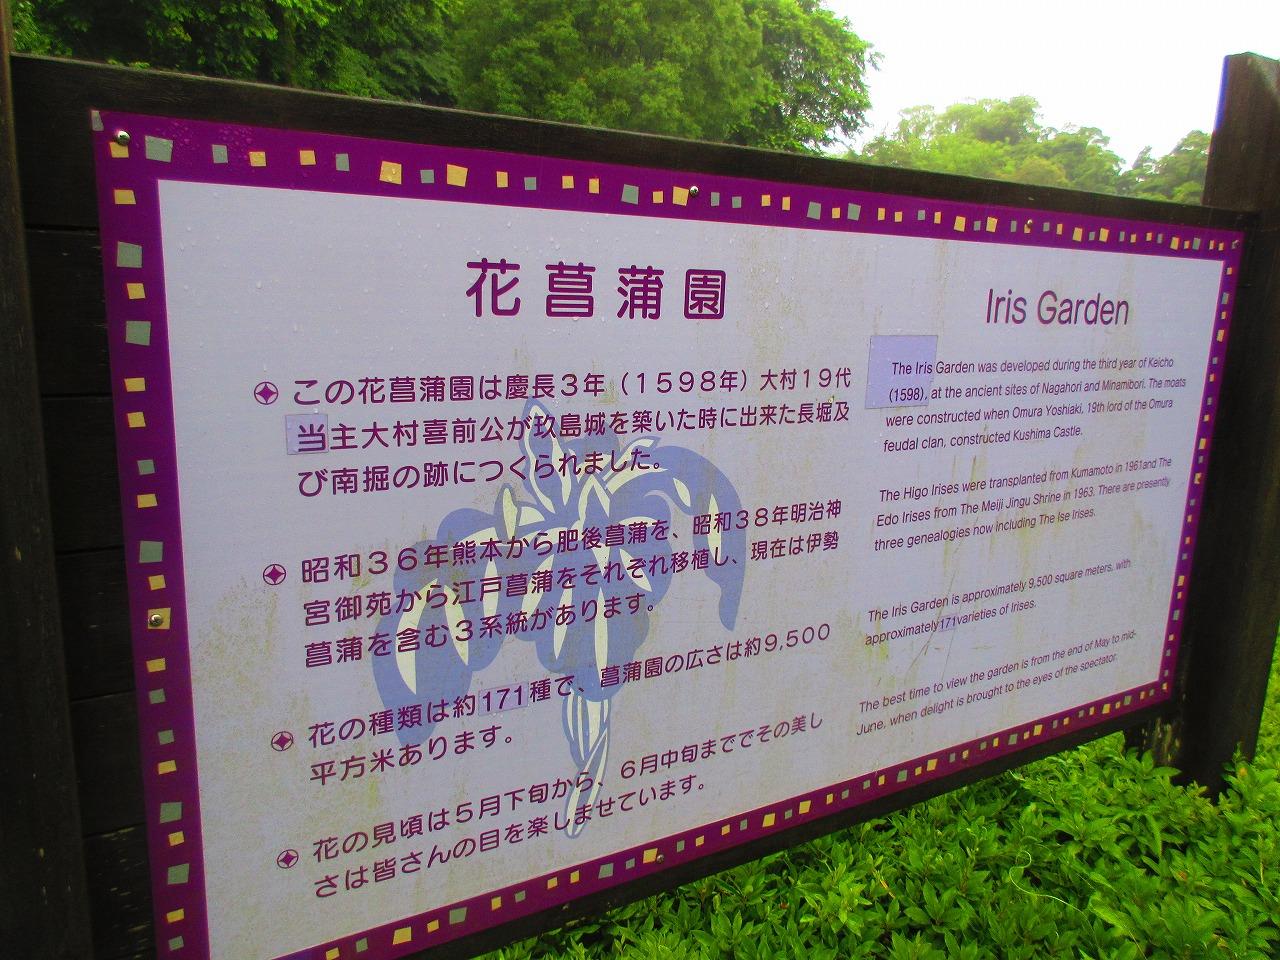 花菖蒲園
この花菖蒲園は慶長3年（1598年）大村19代
当主大村喜前公が玖島城を築いた時に出来た長堀及
び南掘の跡につくられました。
昭和36年熊本から肥後菖蒲を、昭和38年明治神
宮御苑から江戸菖蒲をそれぞれ移植し、現在は伊勢
菖蒲を含む3系統があります。
花の種類は約171種で、菖蒲園の広さは約9,500
平方米あります。
花の見頃は5月下旬から、6月中旬まででその美し
さは皆さんの目を楽しませています。
Iris Garden
The Iris Garden was developed during the third year of Keicho
(1598), at the ancient sites of Nagahori and Minamibori. The moats
were constructed when Omura Yoshiaki, 19th lord of the Omura
feudal clan, constructed Kushima Castle.
The Higo Irises were transplanted from Kumamoto in 1961and The
Edo Irises from The Meiji Jingu Shrine in 1963. There are presently
three genealogies now including The Ise Irises.
The Iris Garden is approximately 9,500 square meters, with
approximately171varieties of Irises.
The best time to view the garden is from the end of May to mid-
June, when delight is brought to the eyes of the spectator.